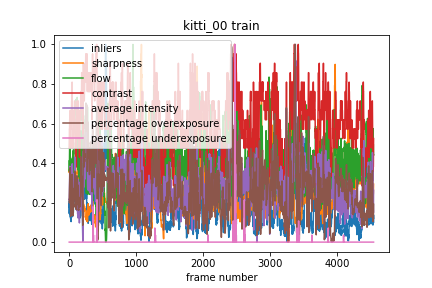 kitti_00 train
1.0
0.8
0.6
0.4
0.2
0.0
inliers
sharpness
flow
contrast
average intensity
percentage overexposure
percentage underexposure
0 1000 2000 3000 4000
frame number